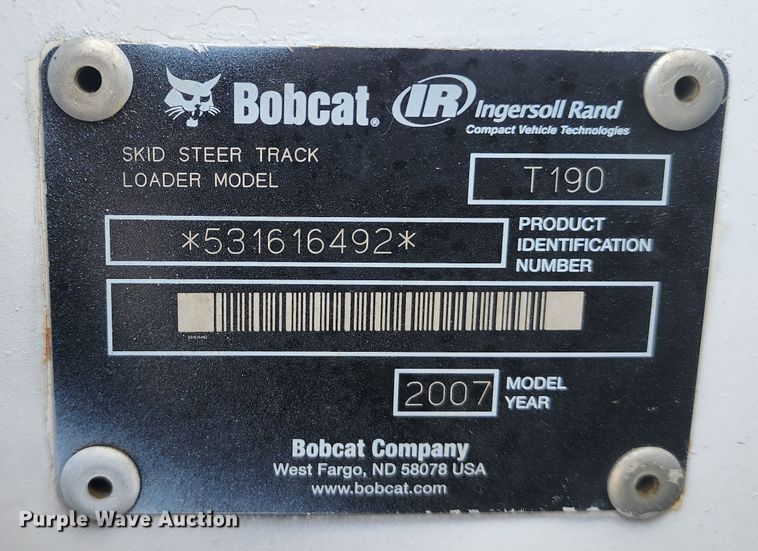 Bobcat® IR Ingersoll Rand
Compact Vehicle Technologies
SKID STEER TRACK
LOADER MODEL
T190
*531616492*
PRODUCT
IDENTIFICATION
NUMBER
2007
MODEL
YEAR
Bobcat Company
West Fargo, ND 58078 USA
www.bobcat.com
Purple Wave Auction